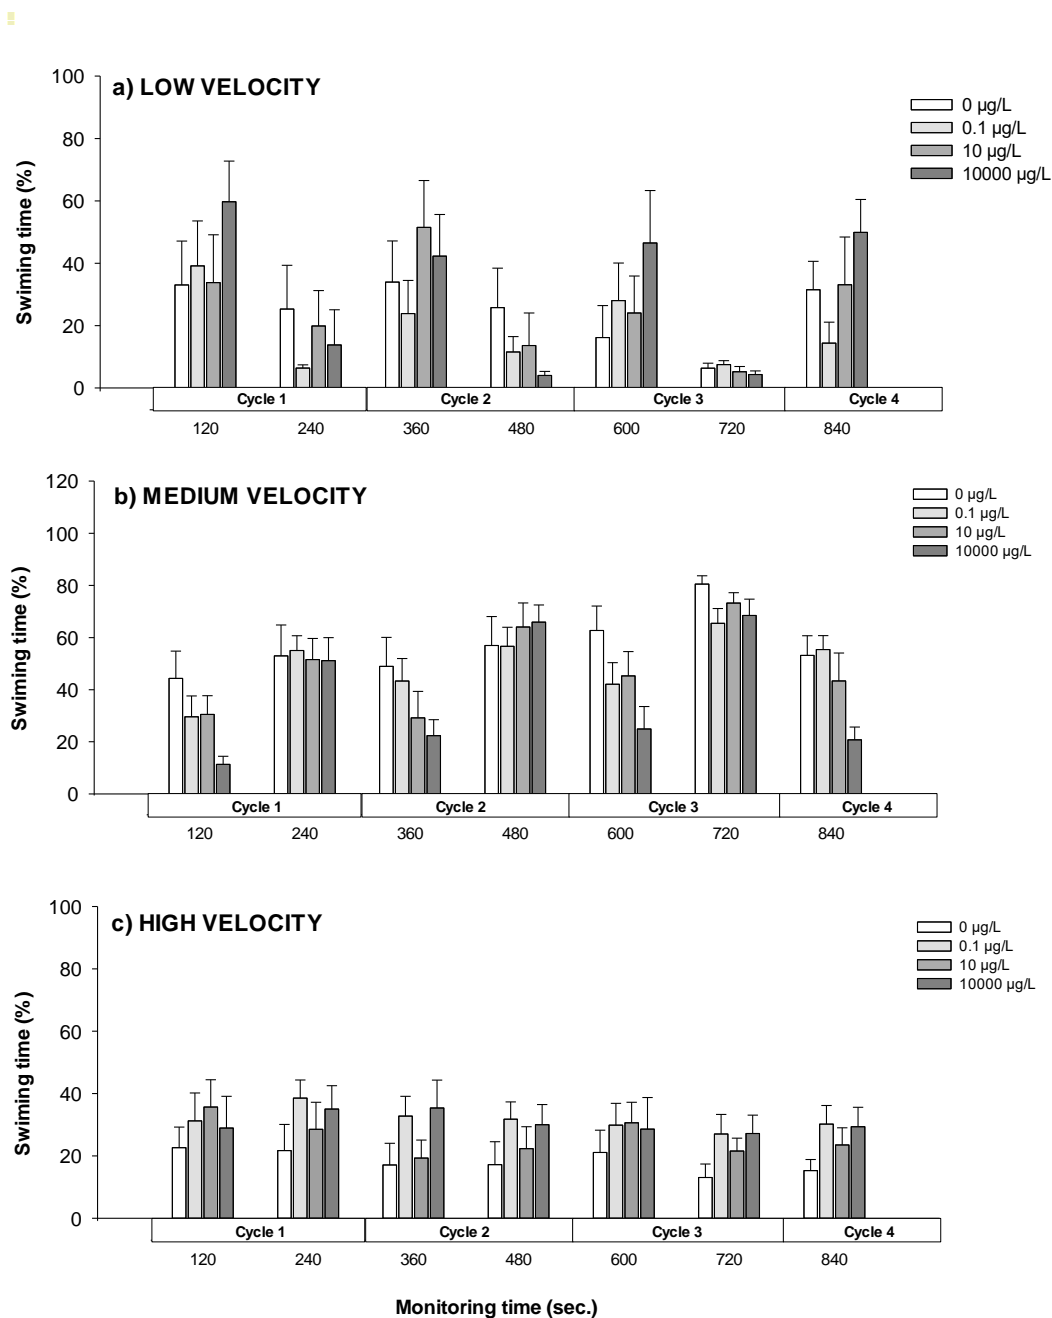 a) LOW VELOCITY
100
80
60
40
20
0
Swiming time (%)
0 µg/L
0.1 µg/L
10 µg/L
10000 µg/L
Cycle 1 Cycle 2 Cycle 3 Cycle 4
120 240 360 480 600 720 840
b) MEDIUM VELOCITY
120
100
80
60
40
20
0
Swiming time (%)
0 µg/L
0.1 µg/L
10 µg/L
10000 µg/L
Cycle 1 Cycle 2 Cycle 3 Cycle 4
120 240 360 480 600 720 840
c) HIGH VELOCITY
100
80
60
40
20
0
Swiming time (%)
0 µg/L
0.1 µg/L
10 µg/L
10000 µg/L
Cycle 1 Cycle 2 Cycle 3 Cycle 4
120 240 360 480 600 720 840
Monitoring time (sec.)